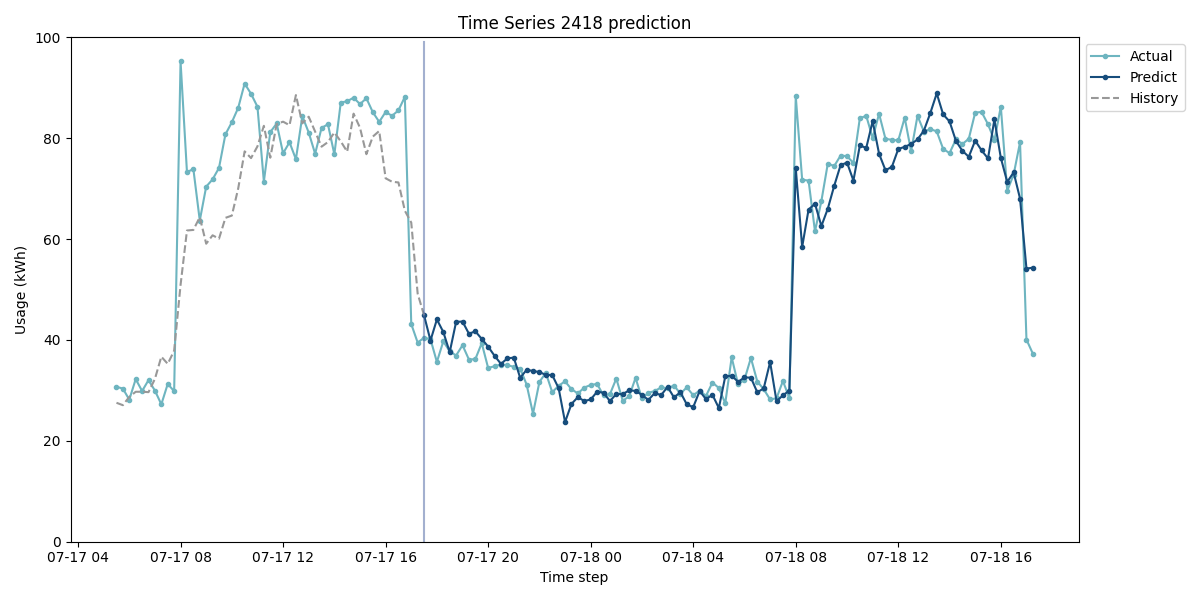 Time Series 2418 prediction
Usage (kWh)
100
80
60
40
20
0
07-17 04
07-17 08
07-17 12
07-17 16
07-17 20
07-18 00
07-18 04
07-18 08
07-18 12
07-18 16
Time step
Actual
Predict
History